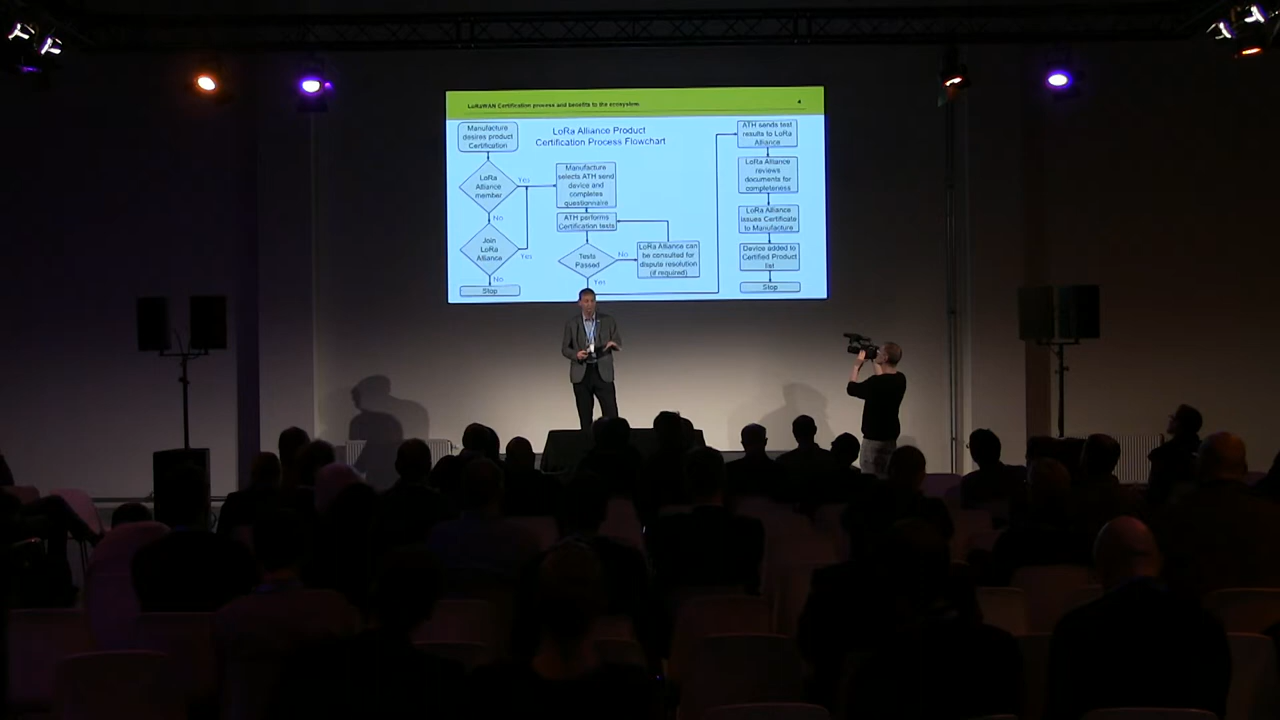 LoRaWAN Certification process and benefits to the ecosystem.
4
LoRa Alliance Product
Certification Process Flowchart
Manufacture
desires product
Certification
LoRa
Alliance
member
Yes
No
Join
LoRa
Alliance
Yes
No
Stop
Manufacture
selects ATH send
device and
completes
questionnaire
ATH performs
Certification tests
Tests
Passed
No
Yes
LoRa Alliance can
be consulted for
dispute resolution
(if required)
ATH sends test
results to LoRa
Alliance
LoRa Alliance
reviews
documents for
completeness
LoRa Alliance
issues Certificate
to Manufacture
Device added to
Certified Product
list
Stop